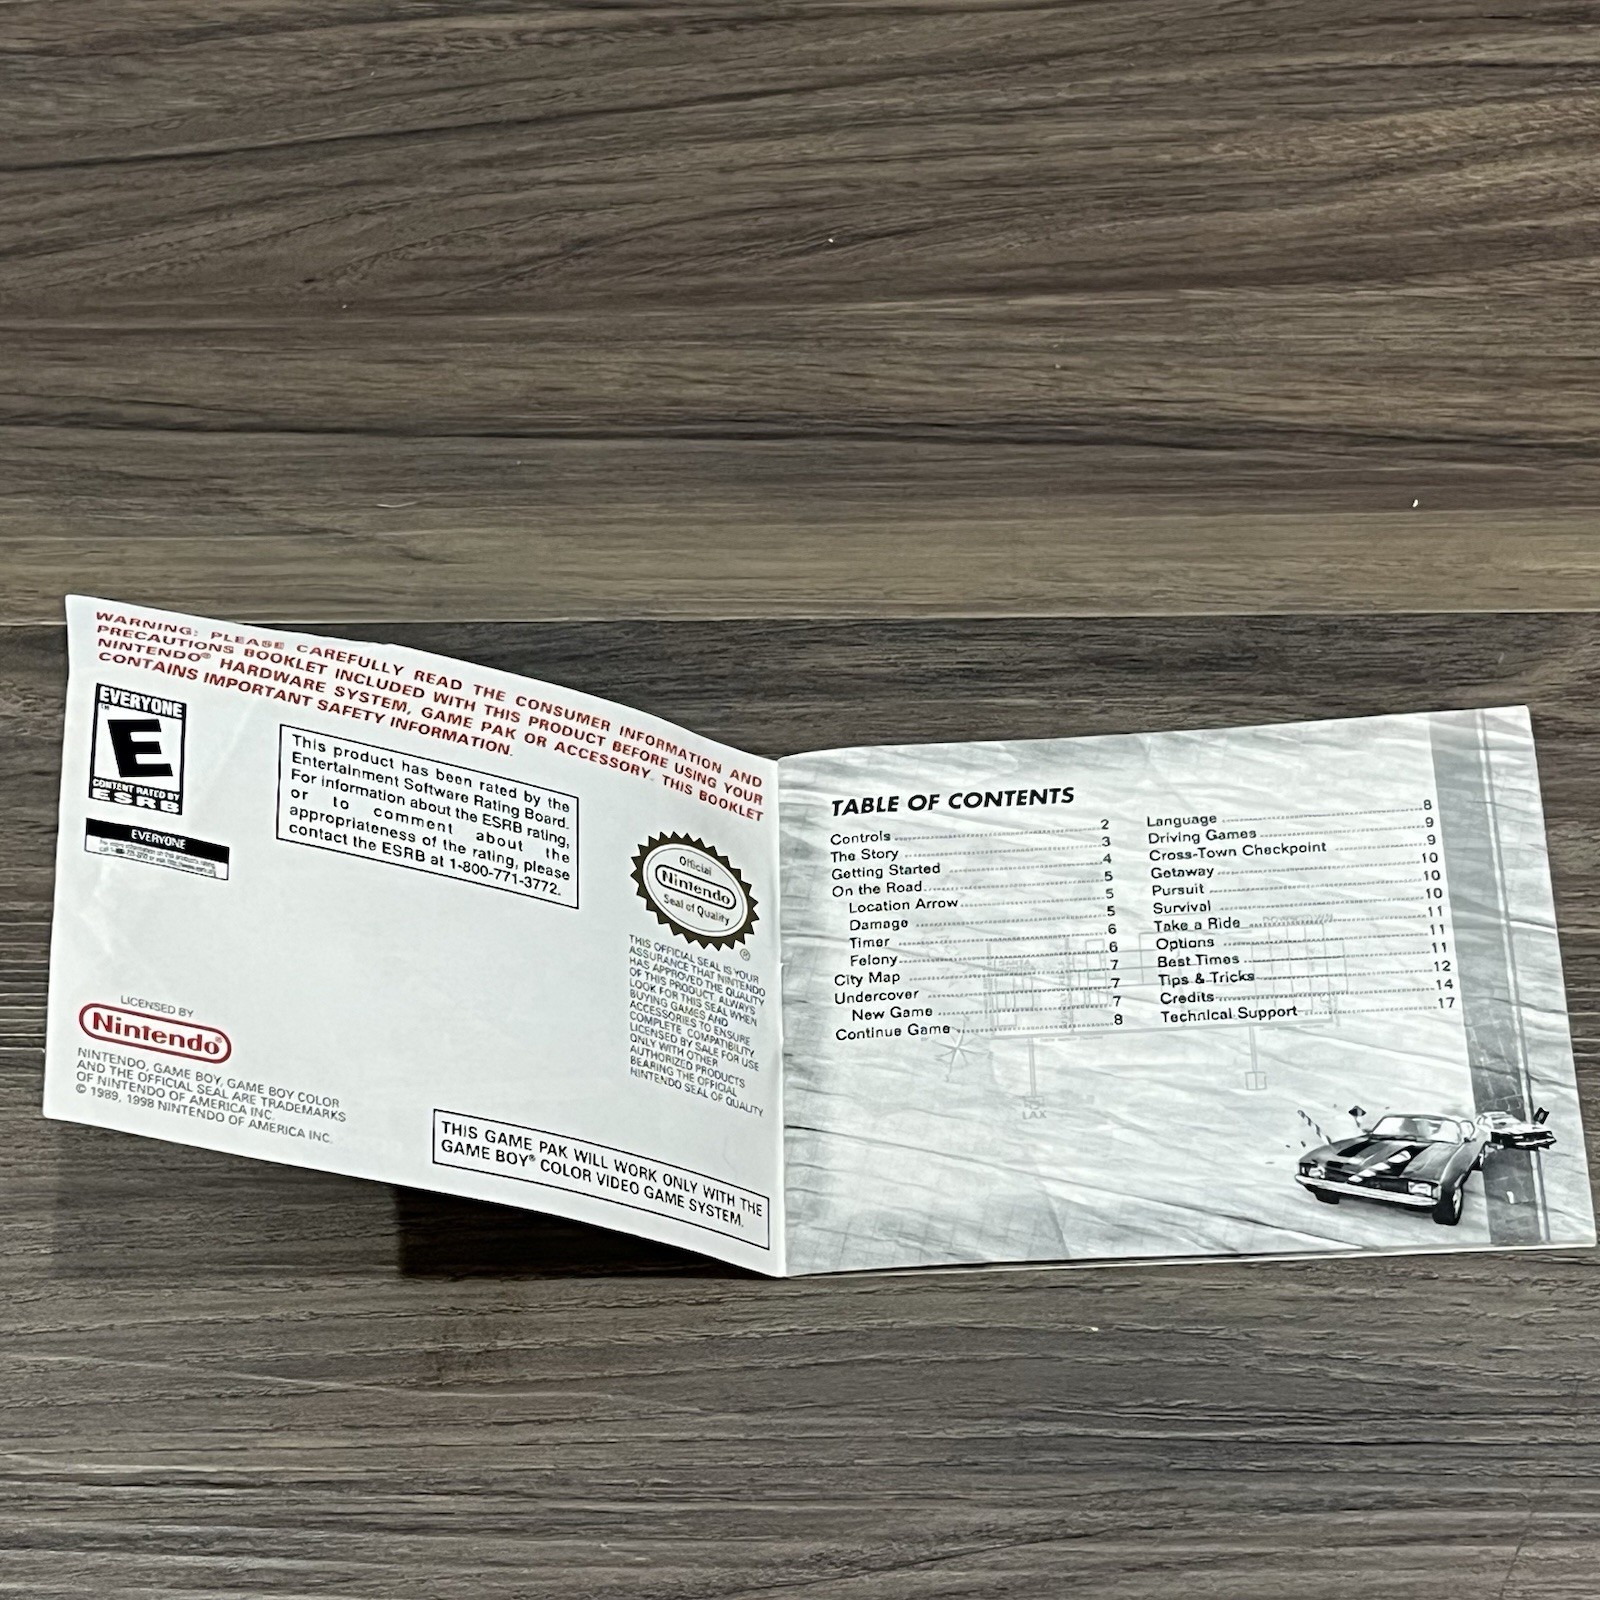 WARNING: PLEASE CAREFULLY READ THE CONSUMER INFORMATION AND
PRECAUTIONS BOOKLET INCLUDED WITH THIS PRODUCT BEFORE USING YOUR
NINTENDO® HARDWARE SYSTEM, GAME PAK OR ACCESSORY. THIS BOOKLET
CONTAINS IMPORTANT SAFETY INFORMATION.
EVERYONE
E
CONTENT RATED BY
ESRB
EVERYONE
This product has been rated by the
Entertainment Software Rating Board.
For information about the ESRB rating,
or to comment about the
appropriateness of the rating, please
contact the ESRB at 1-800-771-3772.
Official
Nintendo
Seal of Quality
®
THIS OFFICIAL SEAL IS YOUR
ASSURANCE THAT NINTENDO
HAS APPROVED THE QUALITY
OF THIS PRODUCT. ALWAYS
LOOK FOR THIS SEAL WHEN
BUYING GAMES AND
ACCESSORIES TO ENSURE
COMPLETE COMPATIBILITY.
LICENSED BY SALE FOR USE
ONLY WITH OTHER
AUTHORIZED PRODUCTS
BEARING THE OFFICIAL
NINTENDO SEAL OF QUALITY
LICENSED BY
Nintendo®
NINTENDO, GAME BOY, GAME BOY COLOR
AND THE OFFICIAL SEAL ARE TRADEMARKS
OF NINTENDO OF AMERICA INC.
© 1989, 1998 NINTENDO OF AMERICA INC.
THIS GAME PAK WILL WORK ONLY WITH THE
GAME BOY® COLOR VIDEO GAME SYSTEM.
TABLE OF CONTENTS
Controls 2
The Story 3
Getting Started 4
On the Road 5
Location Arrow 5
Damage 5
Timer 6
Felony 6
City Map 7
Undercover 7
New Game 7
Continue Game 8
Language 8
Driving Games 9
Cross-Town Checkpoint 9
Getaway 10
Pursuit 10
Survival 10
Take a Ride 11
Options 11
Best Times 11
Tips & Tricks 12
Credits 14
Technical Support 17
DOWNTOWN
SANTA
LAX